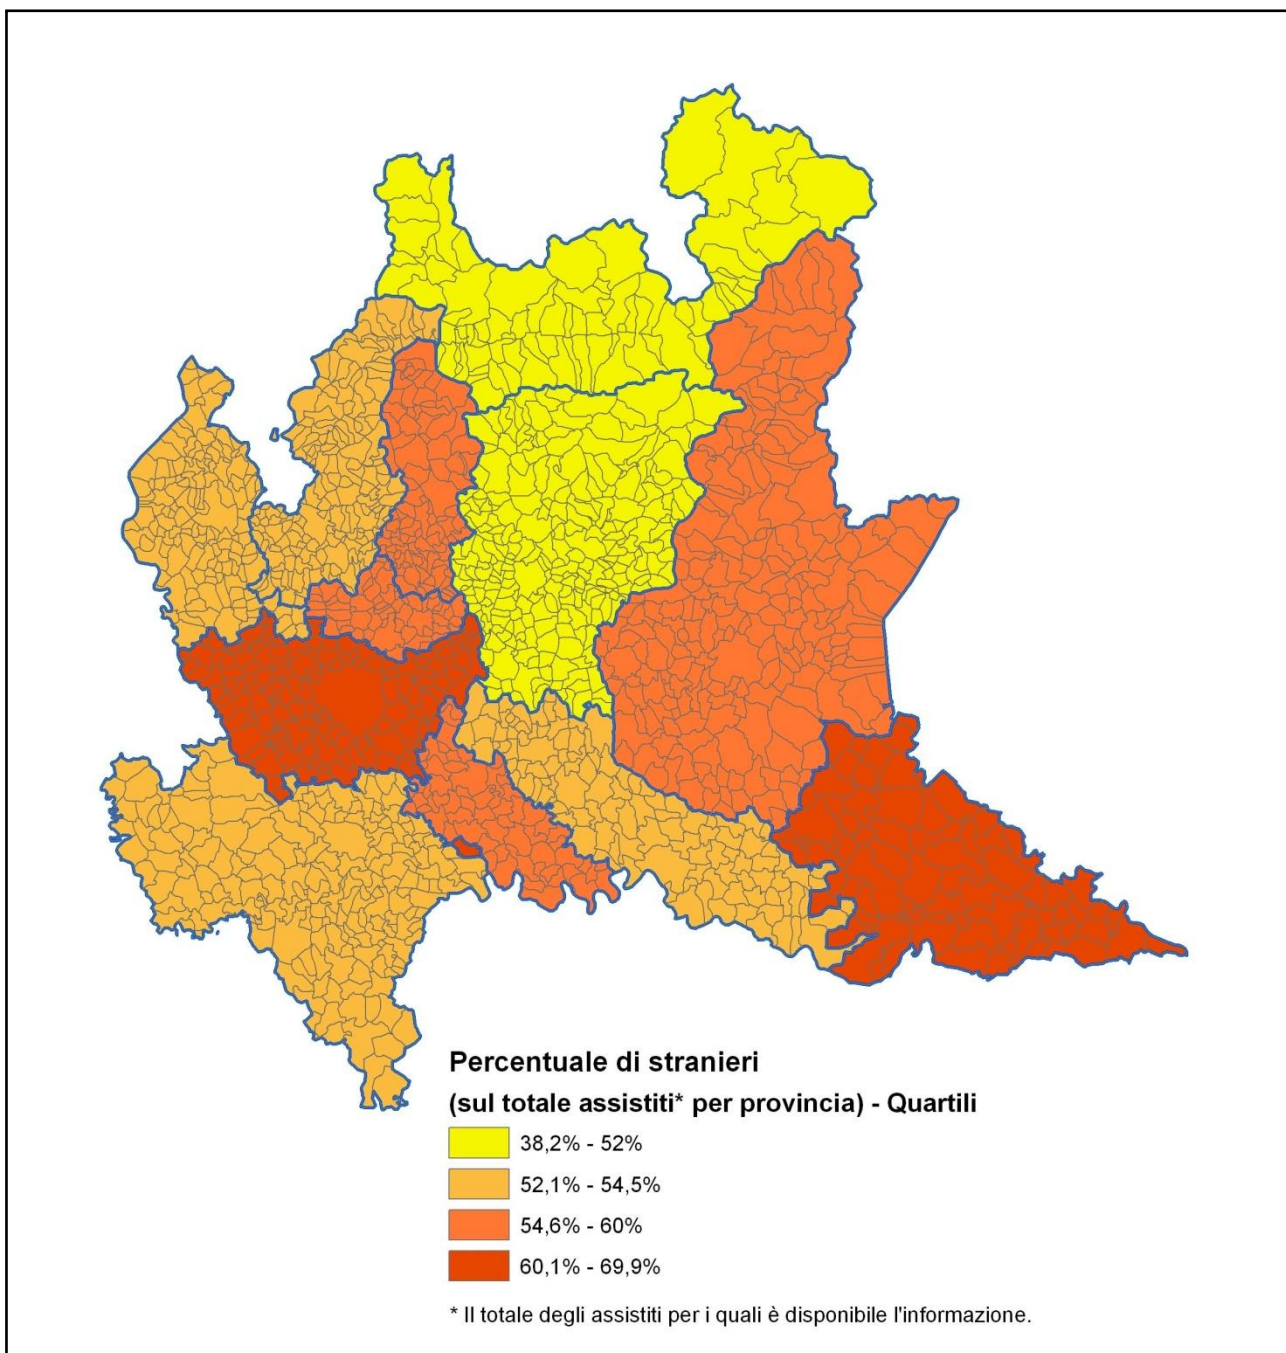 Percentuale di stranieri
(sul totale assistiti* per provincia) - Quartili
38,2% - 52%
52,1% - 54,5%
54,6% - 60%
60,1% - 69,9%
* Il totale degli assistiti per i quali è disponibile l'informazione.